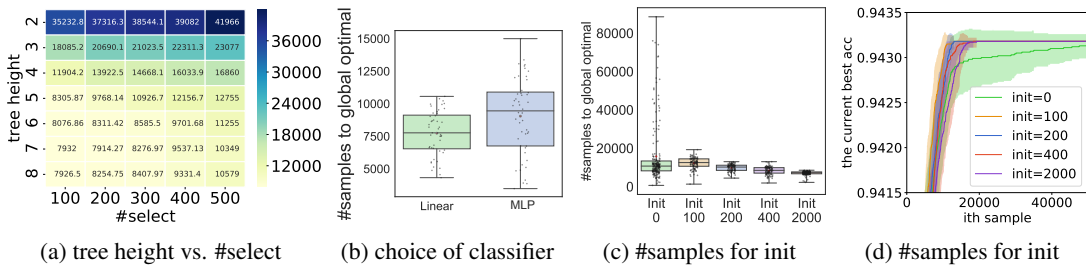 tree height
2
35232.8 37316.3 38544.1 39082 41966
3
18085.2 20690.1 21023.5 22311.3 23077
4
11904.2 13922.5 14668.1 16033.9 16860
5
8305.87 9768.14 10926.7 12156.7 12755
6
8076.86 8311.42 8585.5 9701.68 11255
7
7932 7914.27 8276.97 9537.13 10349
8
7926.5 8254.75 8407.97 9331.4 10579
100 200 300 400 500
#select
36000
30000
24000
18000
12000
(a) tree height vs. #select
#samples to global optimal
15000
12500
10000
7500
5000
Linear MLP
(b) choice of classifier
#samples to global optimal
80000
60000
40000
20000
0
Init Init Init Init Init
0 100 200 400 2000
(c) #samples for init
the current best acc
0.9435
0.9430
0.9425
0.9420
0.9415
init=0
init=100
init=200
init=400
init=2000
0 20000 40000
ith sample
(d) #samples for init